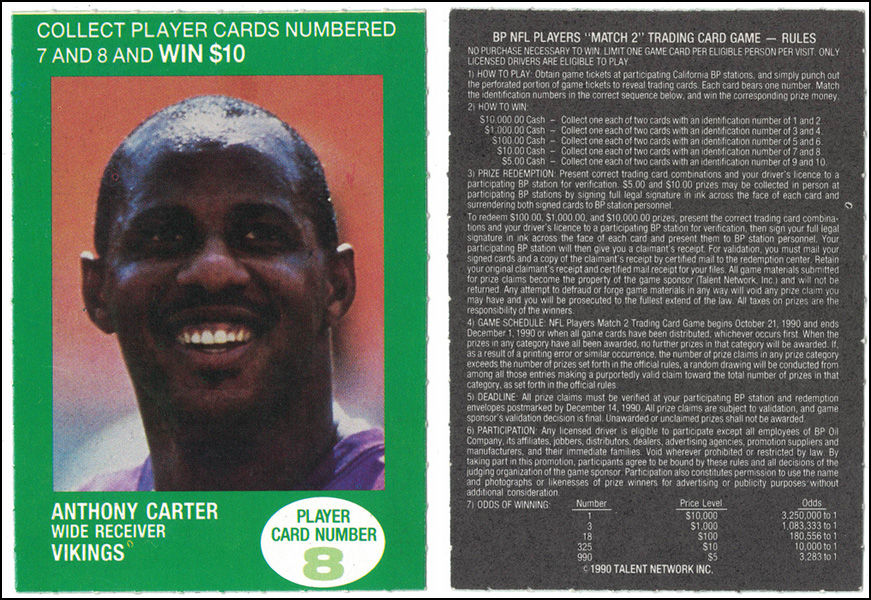 COLLECT PLAYER CARDS NUMBERED
7 AND 8 AND WIN $10
ANTHONY CARTER
WIDE RECEIVER
VIKINGS
PLAYER
CARD NUMBER
8
BP NFL PLAYERS "MATCH 2" TRADING CARD GAME — RULES
NO PURCHASE NECESSARY TO WIN. LIMIT ONE GAME CARD PER ELIGIBLE PERSON PER VISIT. ONLY
LICENSED DRIVERS ARE ELIGIBLE TO PLAY.
1) HOW TO PLAY: Obtain game tickets at participating California BP stations, and simply punch out
the perforated portion of game tickets to reveal trading cards. Each card bears one number. Match
the identification numbers in the correct sequence below, and win the corresponding prize money.
2) HOW TO WIN:
$10,000.00 Cash – Collect one each of two cards with an identification number of 1 and 2.
$1,000.00 Cash – Collect one each of two cards with an identification number of 3 and 4.
$100.00 Cash – Collect one each of two cards with an identification number of 5 and 6.
$10.00 Cash – Collect one each of two cards with an identification number of 7 and 8.
$5.00 Cash – Collect one each of two cards with an identification number of 9 and 10.
3) PRIZE REDEMPTION: Present correct trading card combinations and your driver's licence to a
participating BP station for verification. $5.00 and $10.00 prizes may be collected in person at
participating BP stations by signing full legal signature in ink across the face of each card and
surrendering both signed cards to BP station personnel.
To redeem $100.00, $1,000.00, and $10,000.00 prizes, present the correct trading card combina-
tions and your driver's licence to a participating BP station for verification, then sign your full legal
signature in ink across the face of each card and present them to BP station personnel. Your
participating BP station will then give you a claimant's receipt. For validation, you must mail your
signed cards and a copy of the claimant's receipt by certified mail to the redemption center. Retain
your original claimant's receipt and certified mail receipt for your files. All game materials submitted
for prize claims become the property of the game sponsor (Talent Network, Inc.) and will not be
returned. Any attempt to defraud or forge game materials in any way will void any prize claim you
may have and you will be prosecuted to the fullest extend of the law. All taxes on prizes are the
responsibility of the winners.
4) GAME SCHEDULE: NFL Players Match 2 Trading Card Game begins October 21, 1990 and ends
December 1, 1990 or when all game cards have been distributed, whichever occurs first. When the
prizes in any category have all been awarded, no further prizes in that category will be awarded. If,
as a result of a printing error or similar occurrence, the number of prize claims in any prize category
exceeds the number of prizes set forth in the official rules, a random drawing will be conducted from
among all those entries making a purportedly valid claim toward the total number of prizes in that
category, as set forth in the official rules.
5) DEADLINE: All prize claims must be verified at your participating BP station and redemption
envelopes postmarked by December 14, 1990. All prize claims are subject to validation, and game
sponsor's validation decision is final. Unawarded or unclaimed prizes shall not be awarded.
6) PARTICIPATION: Any licensed driver is eligible to participate except all employees of BP Oil
Company, its affiliates, jobbers, distributors, dealers, advertising agencies, promotion suppliers and
manufacturers, and their immediate families. Void wherever prohibited or restricted by law. By
taking part in this promotion, participants agree to be bound by these rules and all decisions of the
judging organization of the game sponsor. Participation also constitutes permission to use the name
and photographs or likenesses of prize winners for advertising or publicity purposes without
additional consideration.
7) ODDS OF WINNING: Number Price Level Odds
1 $10,000 3,250,000 to 1
3 $1,000 1,083,333 to 1
18 $100 180,556 to 1
325 $10 10,000 to 1
990 $5 3,283 to 1
© 1990 TALENT NETWORK INC.